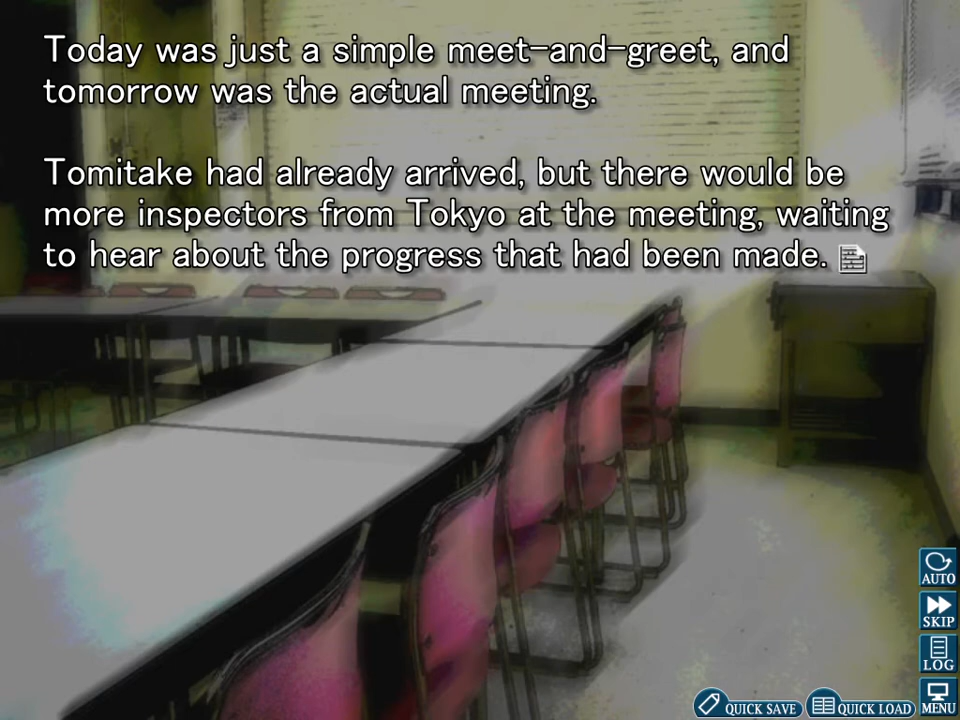 Today was just a simple meet-and-greet, and
tomorrow was the actual meeting.
Tomitake had already arrived, but there would be
more inspectors from Tokyo at the meeting, waiting
to hear about the progress that had been made.
AUTO
SKIP
LOG
QUICK SAVE
QUICK LOAD
MENU